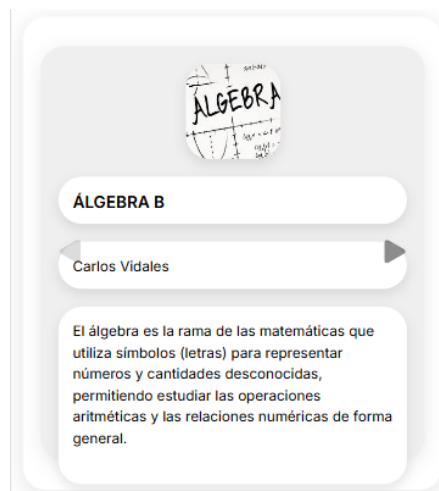 ÁLGEBRA
ÁLGEBRA B
Carlos Vidales
El álgebra es la rama de las matemáticas que
utiliza símbolos (letras) para representar
números y cantidades desconocidas,
permitiendo estudiar las operaciones
aritméticas y las relaciones numéricas de forma
general.